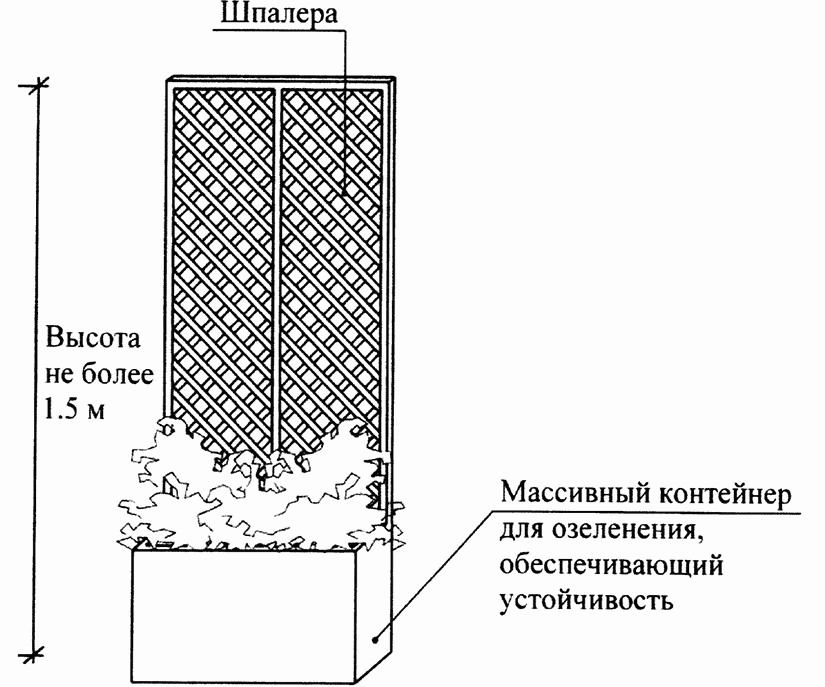 Шпалера
Высота
не более
1.5 м
Массивный контейнер
для озеленения,
обеспечивающий
устойчивость